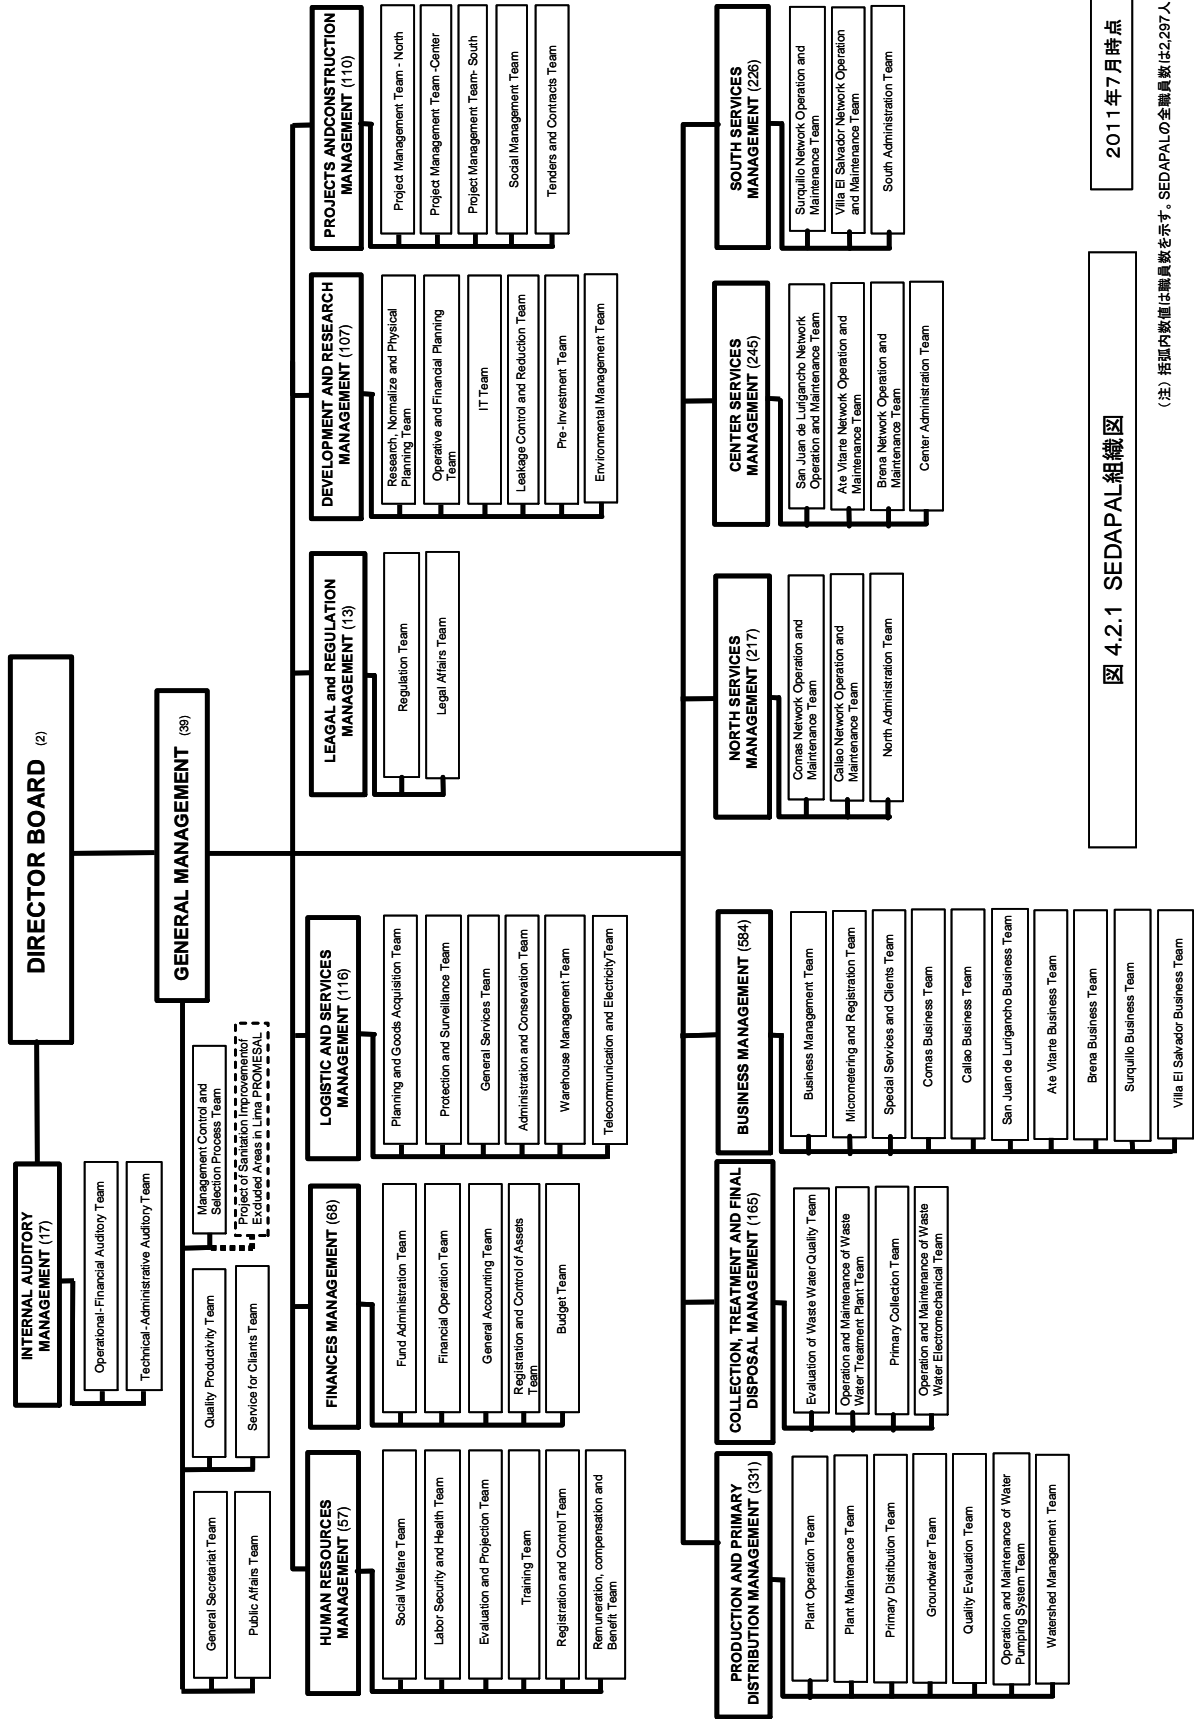 DIRECTOR BOARD (2)
INTERNAL AUDITORY
MANAGEMENT (17)
Operational-Financial Auditory Team
Technical-Administrative Auditory Team
GENERAL MANAGEMENT (39)
General Secretariat Team
Public Affairs Team
Quality Productivity Team
Service for Clients Team
Management Control and
Selection Process Team
Project of Sanitation Improvementof
Excluded Areas in Lima PROMESAL
HUMAN RESOURCES
MANAGEMENT (57)
Social Welfare Team
Labor Security and Health Team
Evaluation and Projection Team
Training Team
Registration and Control Team
Remuneration, compensation and
Benefit Team
FINANCES MANAGEMENT (68)
Fund Administration Team
Financial Operation Team
General Accounting Team
Registration and Control of Assets
Team
Budget Team
LOGISTIC AND SERVICES
MANAGEMENT (116)
Planning and Goods Acquisition Team
Protection and Surveillance Team
General Services Team
Administration and Conservation Team
Warehouse Management Team
Telecommunication and ElectricityTeam
LEAGAL and REGULATION
MANAGEMENT (13)
Regulation Team
Legal Affairs Team
DEVELOPMENT AND RESEARCH
MANAGEMENT (107)
Research, Normalize and Physical
Planning Team
Operative and Financial Planning
Team
IT Team
Leakage Control and Reduction Team
Pre-Investment Team
Environmental Management Team
PROJECTS ANDCONSTRUCTION
MANAGEMENT (110)
Project Management Team - North
Project Management Team -Center
Project Management Team- South
Social Management Team
Tenders and Contracts Team
PRODUCTION AND PRIMARY
DISTRIBUTION MANAGEMENT (331)
Plant Operation Team
Plant Maintenance Team
Primary Distribution Team
Groundwater Team
Quality Evaluation Team
Operation and Maintenance of Water
Pumping System Team
Watershed Management Team
COLLECTION, TREATMENT AND FINAL
DISPOSAL MANAGEMENT (165)
Evaluation of Waste Water Quality Team
Operation and Maintenance of Waste
Water Treatment Plant Team
Primary Collection Team
Operation and Maintenance of Waste
Water Electromechanical Team
BUSINESS MANAGEMENT (584)
Business Management Team
Micrometering and Registration Team
Special Services and Clients Team
Comas Business Team
Callao Business Team
San Juan de Lurigancho Business Team
Ate Vitarte Business Team
Brena Business Team
Surquillo Business Team
Villa El Salvador Business Team
NORTH SERVICES
MANAGEMENT (217)
Comas Network Operation and
Maintenance Team
Callao Network Operation and
Maintenance Team
North Administration Team
CENTER SERVICES
MANAGEMENT (245)
San Juan de Lurigancho Network
Operation and Maintenance Team
Ate Vitarte Network Operation and
Maintenance Team
Brena Network Operation and
Maintenance Team
Center Administration Team
SOUTH SERVICES
MANAGEMENT (226)
Surquillo Network Operation and
Maintenance Team
Villa El Salvador Network Operation
and Maintenance Team
South Administration Team
図 4.2.1 SEDAPAL組織図
2011年7月時点
(注) 括弧内数値は職員数を示す。SEDAPALの全職員数は2,297人